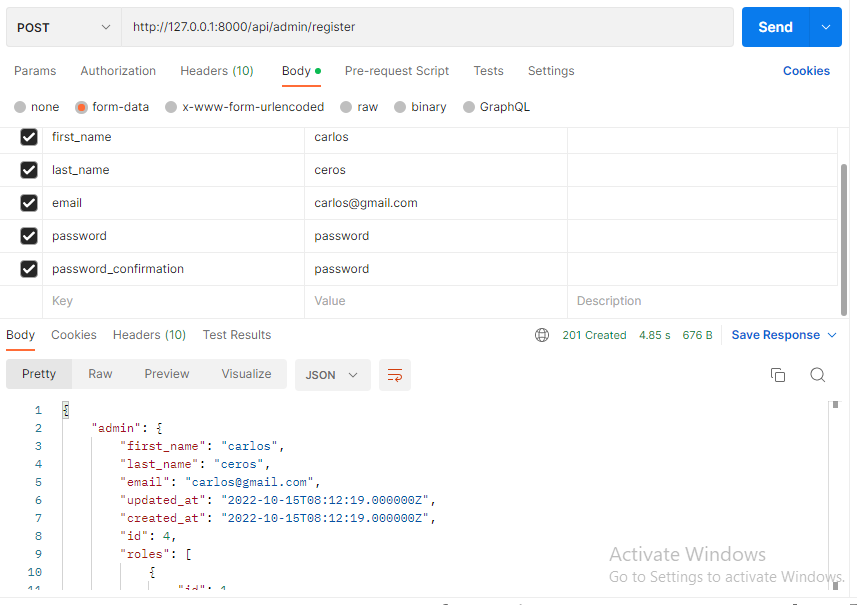 POST http://127.0.0.1:8000/api/admin/register Send
Params Authorization Headers (10) Body Pre-request Script Tests Settings Cookies
none form-data x-www-form-urlencoded raw binary GraphQL
first_name carlos
last_name ceros
email carlos@gmail.com
password password
password_confirmation password
Key Value Description
Body Cookies Headers (10) Test Results 201 Created 4.85 s 676 B Save Response
Pretty Raw Preview Visualize JSON
1 {
2 "admin": {
3 "first_name": "carlos",
4 "last_name": "ceros",
5 "email": "carlos@gmail.com",
6 "updated_at": "2022-10-15T08:12:19.000000Z",
7 "created_at": "2022-10-15T08:12:19.000000Z",
8 "id": 4,
9 "roles": [
10 {
11 "id": 1
Activate Windows
Go to Settings to activate Windows.